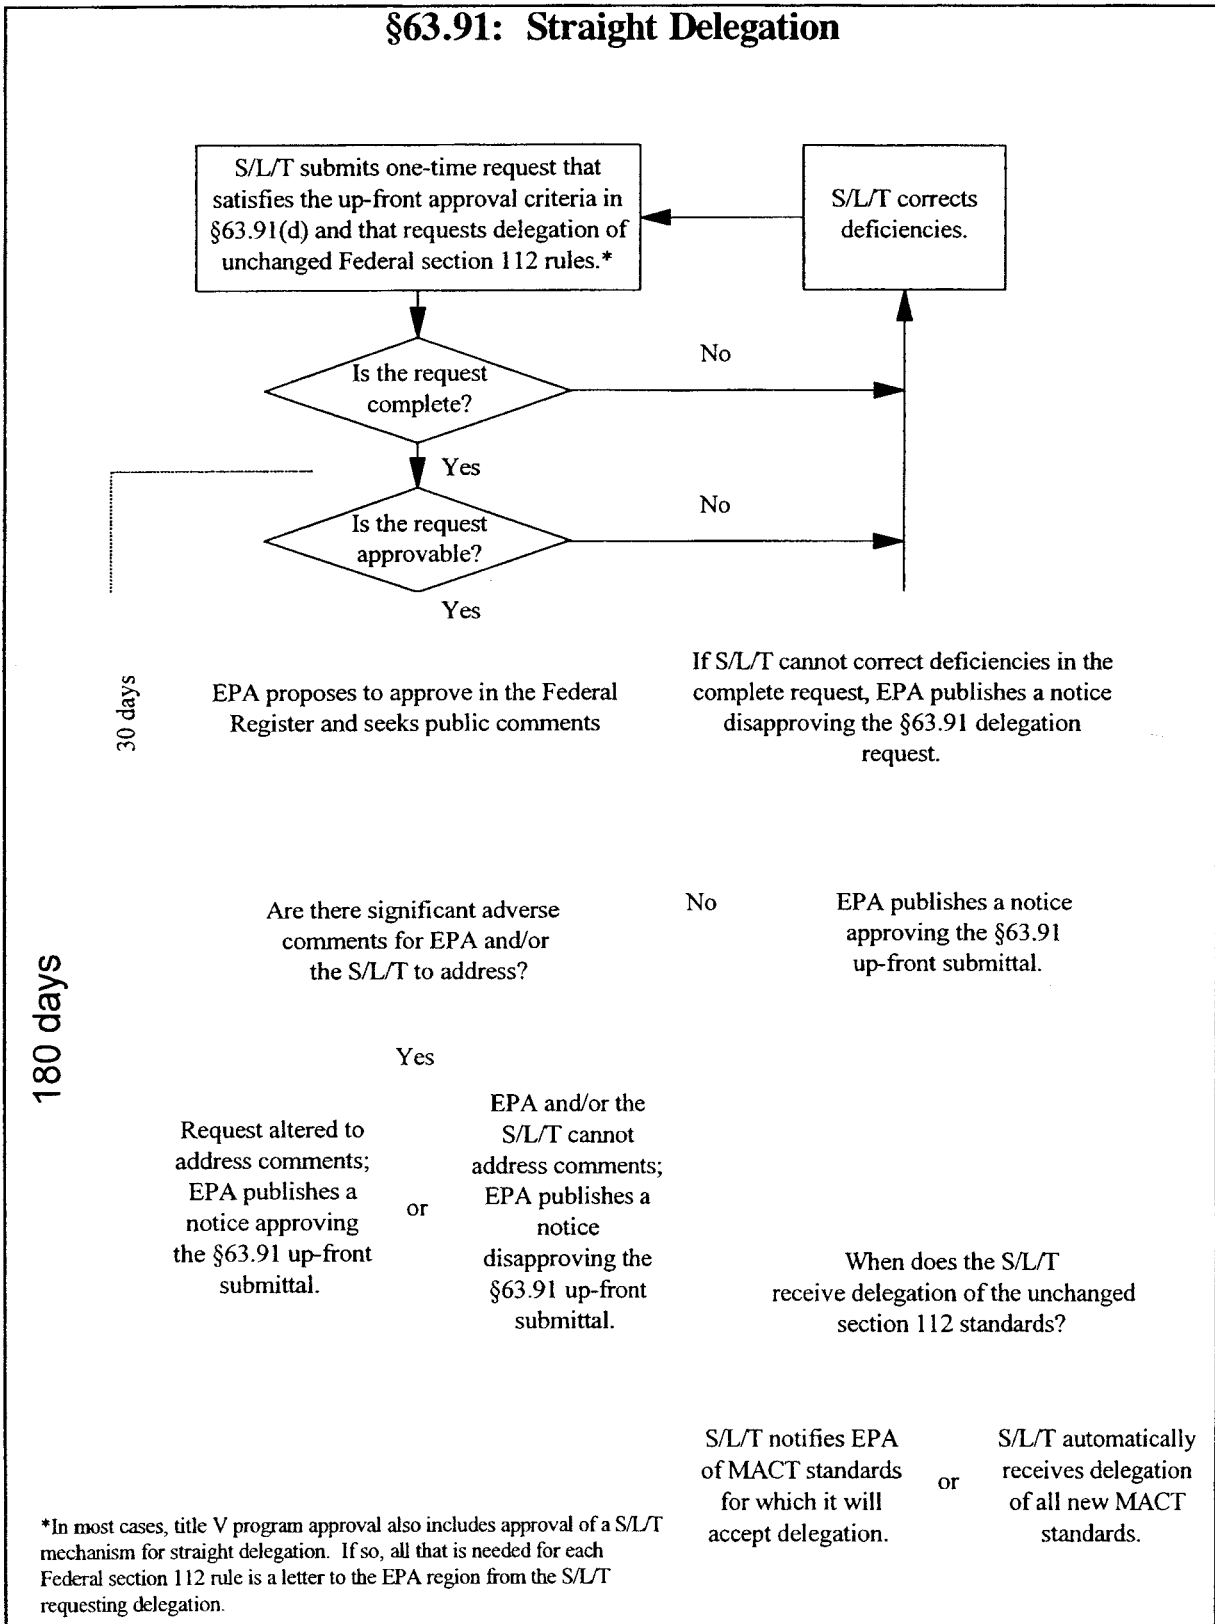 §63.91: Straight Delegation
S/L/T submits one-time request that
satisfies the up-front approval criteria in
§63.91(d) and that requests delegation of
unchanged Federal section 112 rules.*
S/L/T corrects
deficiencies.
Is the request
complete?
No
Yes
Is the request
approvable?
No
Yes
30 days
EPA proposes to approve in the Federal
Register and seeks public comments
If S/L/T cannot correct deficiencies in the
complete request, EPA publishes a notice
disapproving the §63.91 delegation
request.
180 days
Are there significant adverse
comments for EPA and/or
the S/L/T to address?
No
EPA publishes a notice
approving the §63.91
up-front submittal.
Yes
Request altered to
address comments;
EPA publishes a
notice approving
the §63.91 up-front
submittal.
or
EPA and/or the
S/L/T cannot
address comments;
EPA publishes a
notice
disapproving the
§63.91 up-front
submittal.
When does the S/L/T
receive delegation of the unchanged
section 112 standards?
S/L/T notifies EPA
of MACT standards
for which it will
accept delegation.
or
S/L/T automatically
receives delegation
of all new MACT
standards.
*In most cases, title V program approval also includes approval of a S/L/T
mechanism for straight delegation. If so, all that is needed for each
Federal section 112 rule is a letter to the EPA region from the S/L/T
requesting delegation.